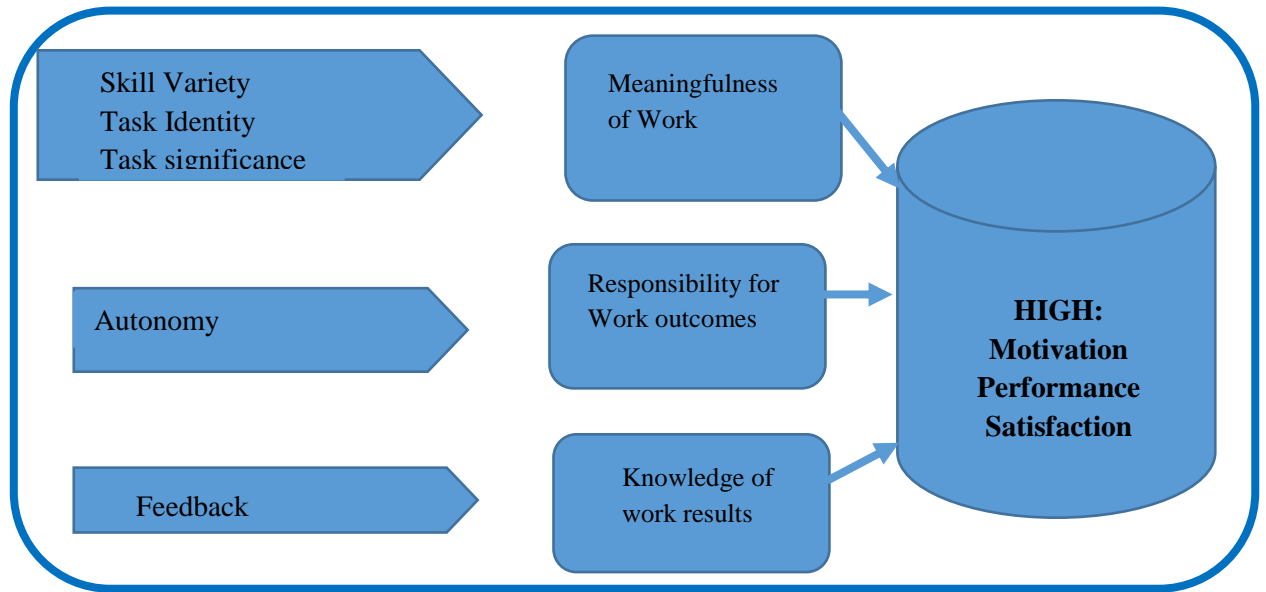 Skill Variety
Task Identity
Task significance
Meaningfulness
of Work
Autonomy
Responsibility for
Work outcomes
Feedback
Knowledge of
work results
HIGH:
Motivation
Performance
Satisfaction